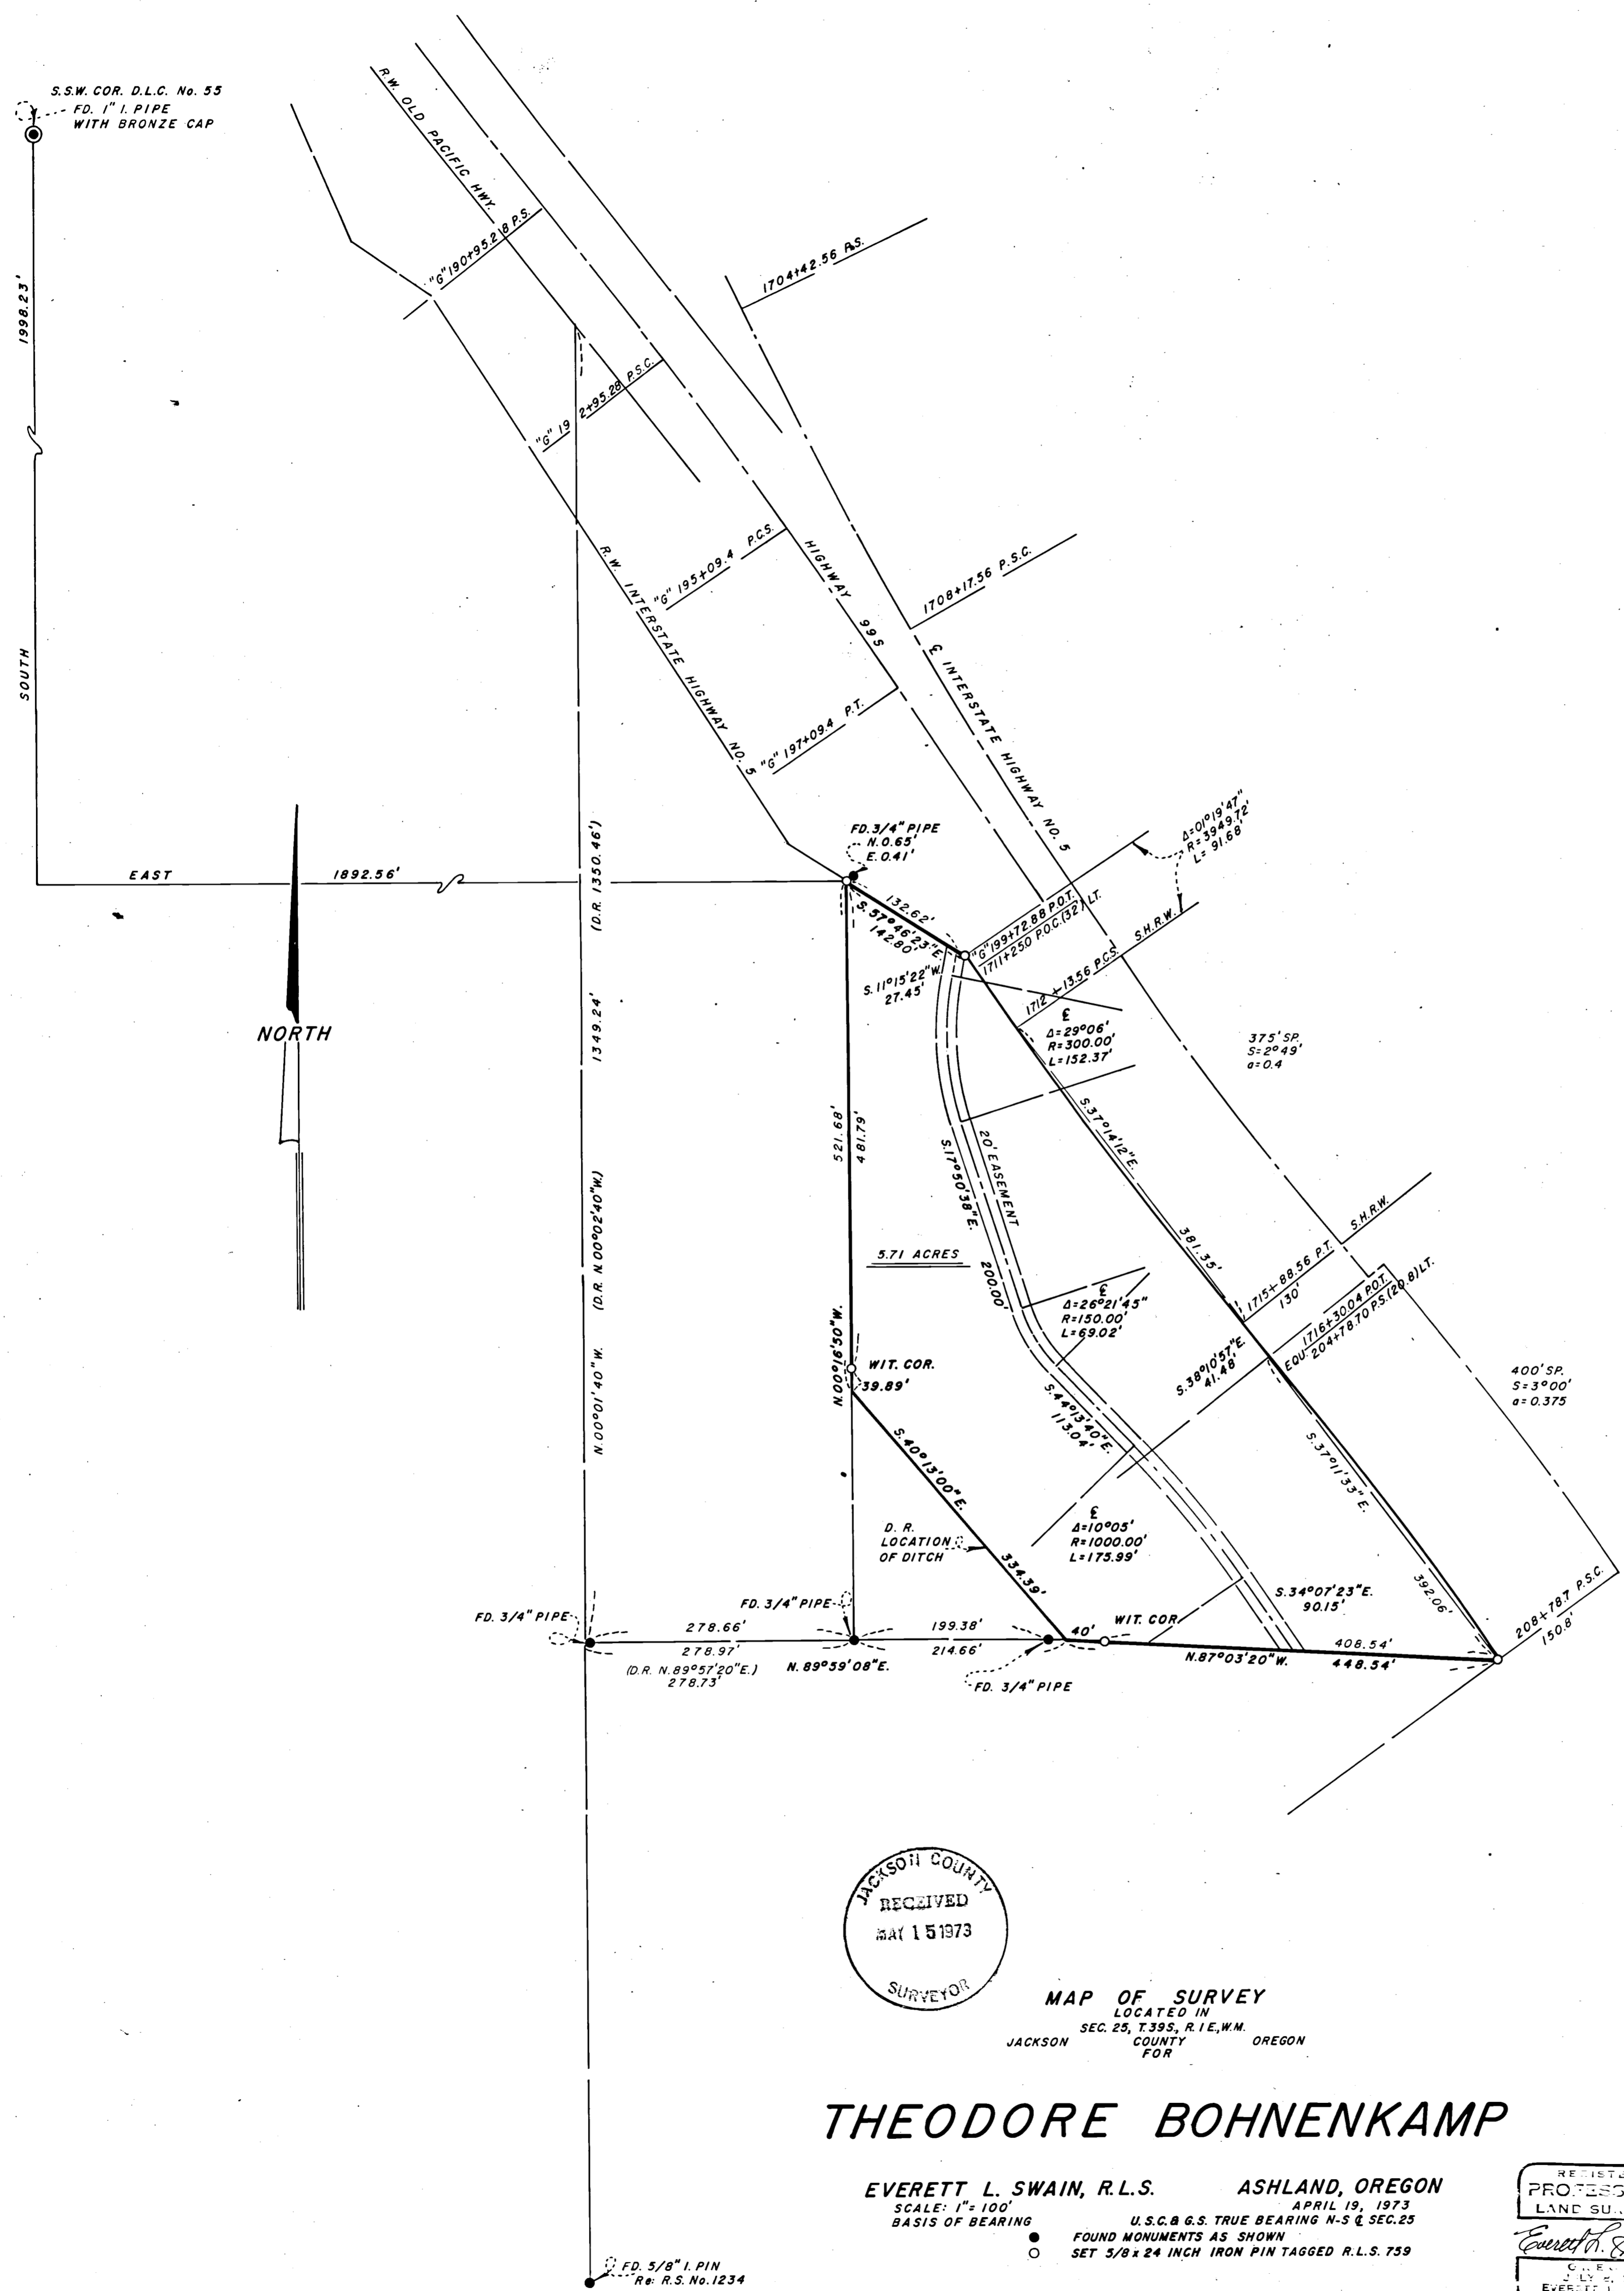 S.S.W. COR. D.L.C. No. 55
FD. 1" I. PIPE
WITH BRONZE CAP
1998.23'
SOUTH
EAST 1892.56'
R.W. OLD PACIFIC HWY.
"G" 190+95.28 P.S.
"G" 192+95.28 P.S.C.
"G" 195+09.4 P.C.S.
"G" 197+09.4 P.T.
R.W. INTERSTATE HIGHWAY NO. 5
HIGHWAY 99S
1704+42.56 P.S.
1708+17.56 P.S.C.
℄ INTERSTATE HIGHWAY NO. 5
Δ=01°19'47"
R=3949.72'
L= 91.68'
FD. 3/4" PIPE
N. 0.65'
E. 0.41'
132.62'
S. 57°46'23" E.
142.80'
"G" 199+72.88 P.O.T.
1711+25.0 P.O.C. (32') LT.
S.H.R.W.
1712+13.56 P.C.S.
S. 11°15'22" W.
27.45'
℄
Δ=29°06'
R=300.00'
L=152.37'
375' SP.
S=2°49'
a=0.4
NORTH
(D.R. 1350.46')
1349.24'
(D.R. N.00°02'40"W.)
N.00°01'40"W.
521.68'
481.79'
S.37°14'12"E.
381.35'
S.17°50'38"E.
200.00'
20' EASEMENT
5.71 ACRES
℄
Δ=26°21'45"
R=150.00'
L=69.02'
S.H.R.W.
1715+88.56 P.T.
130'
1716+30.04 P.O.T.
EQU. 204+78.70 P.S. (20.8) LT.
S.38°10'57"E.
41.48'
N.00°16'50"W.
WIT. COR.
39.89'
S.44°13'40"E.
113.04'
400' SP.
S=3°00'
a=0.375
S.40°13'00"E.
334.39'
S.37°11'33"E.
392.06'
D. R.
LOCATION
OF DITCH
℄
Δ=10°05'
R=1000.00'
L=175.99'
S.34°07'23"E.
90.15'
208+78.7 P.S.C.
150.8'
FD. 3/4" PIPE
FD. 3/4" PIPE
278.66'
278.97'
(D.R. N.89°57'20"E.)
278.73'
N. 89°59'08"E.
199.38'
214.66'
FD. 3/4" PIPE
40'
WIT. COR.
N.87°03'20"W.
408.54'
448.54'
JACKSON COUNTY
RECEIVED
MAY 15 1973
SURVEYOR
MAP OF SURVEY
LOCATED IN
SEC. 25, T.39S., R. 1 E., W.M.
JACKSON COUNTY OREGON
FOR
THEODORE BOHNENKAMP
EVERETT L. SWAIN, R.L.S. ASHLAND, OREGON
SCALE: 1"= 100' APRIL 19, 1973
BASIS OF BEARING U.S.C.& G.S. TRUE BEARING N-S ℄ SEC.25
FOUND MONUMENTS AS SHOWN
SET 5/8 x 24 INCH IRON PIN TAGGED R.L.S. 759
FD. 5/8" I. PIN
Re: R.S. No. 1234
Everett L.